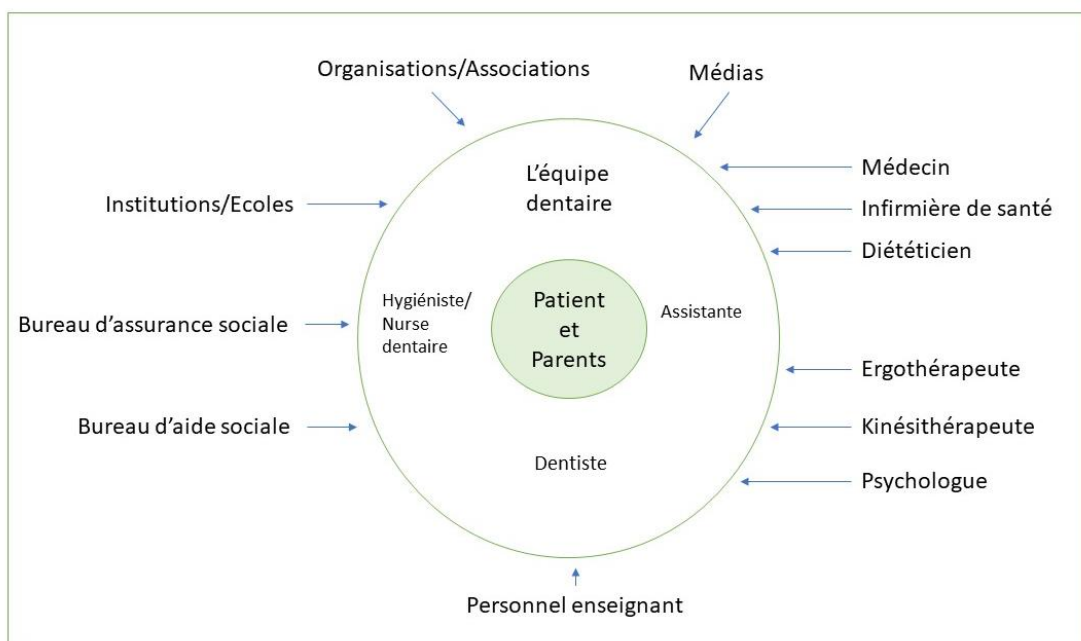 Organisations/Associations
Médias
Médecin
Infirmière de santé
Diététicien
Institutions/Ecoles
L'équipe
dentaire
Hygiéniste/
Nurse
dentaire
Patient
et
Parents
Assistante
Bureau d'assurance sociale
Ergothérapeute
Bureau d'aide sociale
Kinésithérapeute
Dentiste
Psychologue
Personnel enseignant